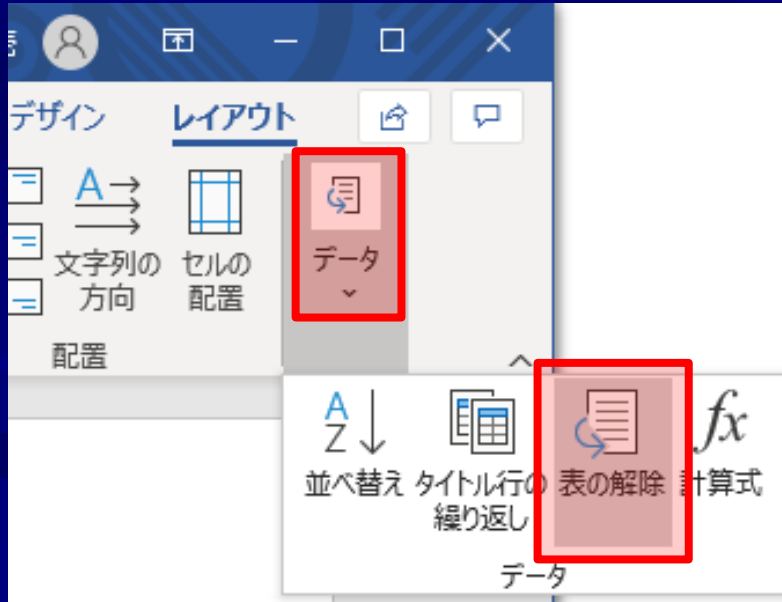 デザイン レイアウト
文字列の セルの データ
方向 配置
配置
A
Z
fx
並べ替え タイトル行の 表の解除 計算式
繰り返し
データ